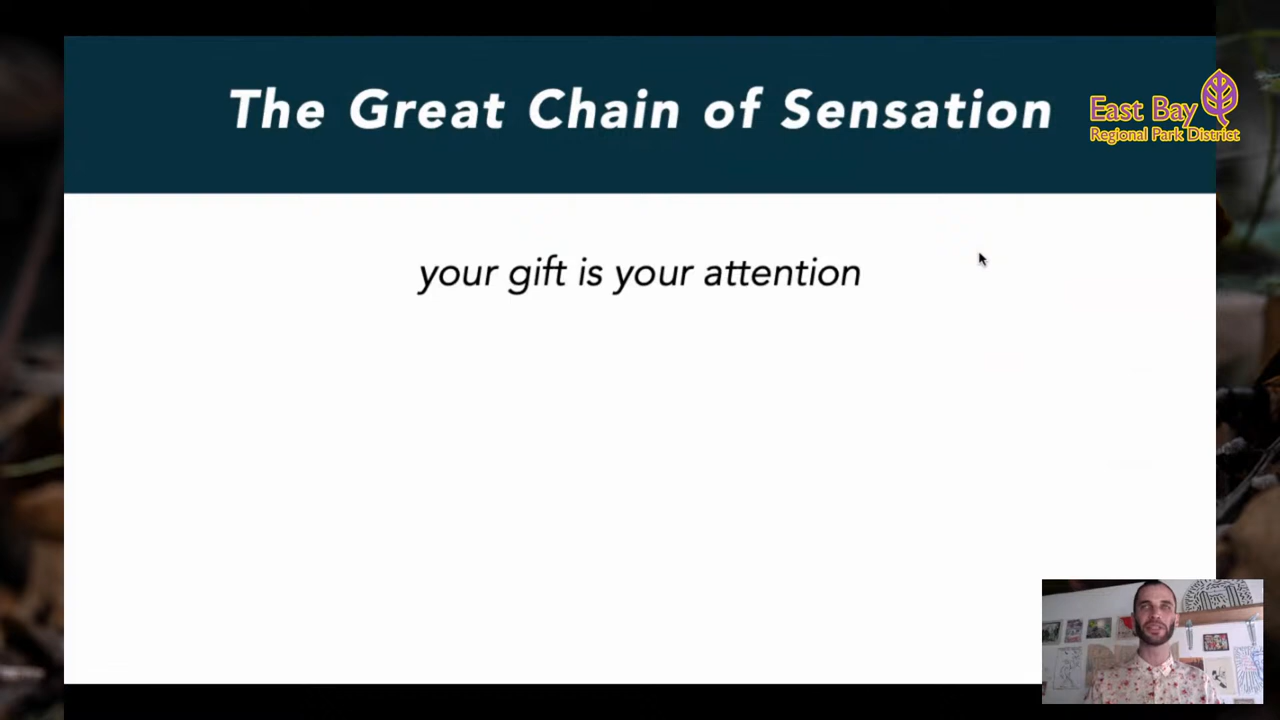 The Great Chain of Sensation
East Bay
Regional Park District
your gift is your attention